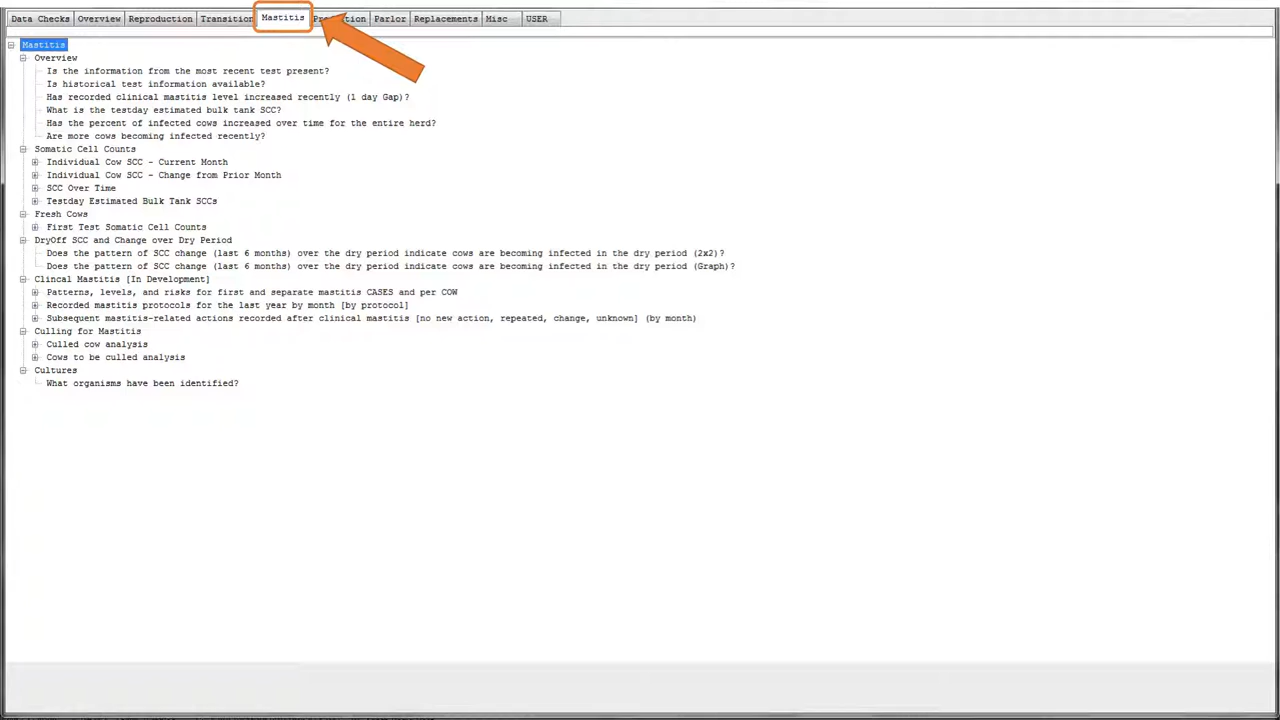 Data Checks Overview Reproduction Transition Mastitis Production Parlor Replacements Misc USER
Mastitis
Overview
Is the information from the most recent test present?
Is historical test information available?
Has recorded clinical mastitis level increased recently (1 day Gap)?
What is the testday estimated bulk tank SCC?
Has the percent of infected cows increased over time for the entire herd?
Are more cows becoming infected recently?
Somatic Cell Counts
Individual Cow SCC - Current Month
Individual Cow SCC - Change from Prior Month
SCC Over Time
Testday Estimated Bulk Tank SCCs
Fresh Cows
First Test Somatic Cell Counts
DryOff SCC and Change over Dry Period
Does the pattern of SCC change (last 6 months) over the dry period indicate cows are becoming infected in the dry period (2x2)?
Does the pattern of SCC change (last 6 months) over the dry period indicate cows are becoming infected in the dry period (Graph)?
Clincal Mastitis [In Development]
Patterns, levels, and risks for first and separate mastitis CASES and per COW
Recorded mastitis protocols for the last year by month [by protocol]
Subsequent mastitis-related actions recorded after clinical mastitis [no new action, repeated, change, unknown] (by month)
Culling for Mastitis
Culled cow analysis
Cows to be culled analysis
Cultures
What organisms have been identified?